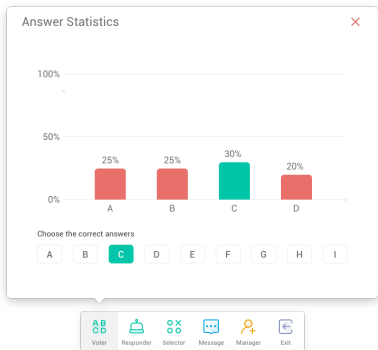 Answer Statistics
100%
50%
0%
25% 25% 30% 20%
A B C D
Choose the correct answers
A B C D E F G H I
A B
C D
Voter Responder Selector Message Manager Exit